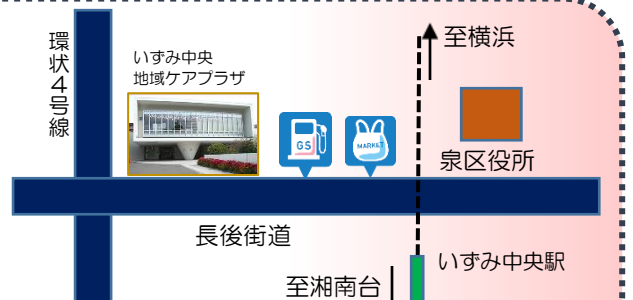 環状4号線
いずみ中央
地域ケアプラザ
至横浜
GS
MARKET
泉区役所
長後街道
いずみ中央駅
至湘南台